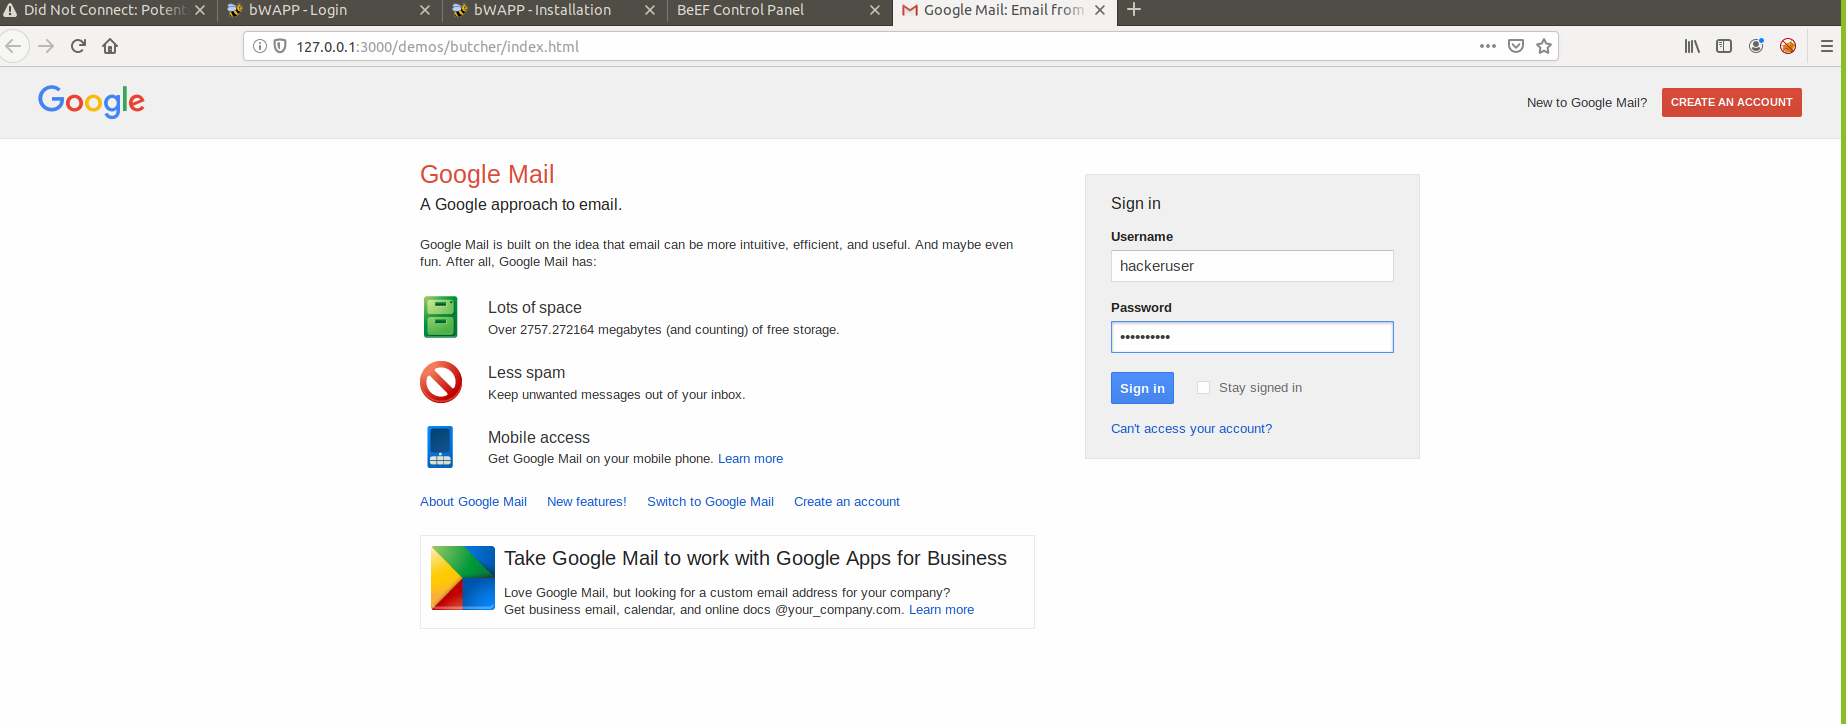 Did Not Connect: Potent
bWAPP - Login
bWAPP - Installation
BeEF Control Panel
Google Mail: Email from
127.0.0.1:3000/demos/butcher/index.html
Google
New to Google Mail?
CREATE AN ACCOUNT
Google Mail
A Google approach to email.
Google Mail is built on the idea that email can be more intuitive, efficient, and useful. And maybe even
fun. After all, Google Mail has:
Lots of space
Over 2757.272164 megabytes (and counting) of free storage.
Less spam
Keep unwanted messages out of your inbox.
Mobile access
Get Google Mail on your mobile phone. Learn more
About Google Mail New features! Switch to Google Mail Create an account
Take Google Mail to work with Google Apps for Business
Love Google Mail, but looking for a custom email address for your company?
Get business email, calendar, and online docs @your_company.com. Learn more
Sign in
Username
hackeruser
Password
••••••••••
Sign in
Stay signed in
Can't access your account?